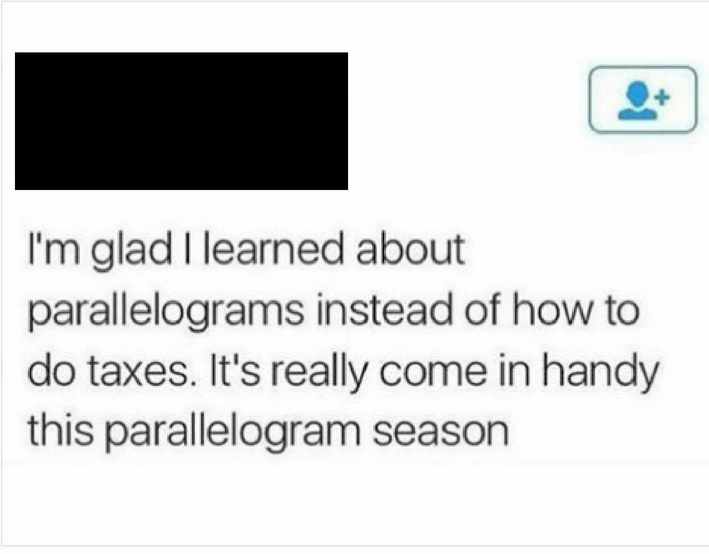 I'm glad I learned about
parallelograms instead of how to
do taxes. It's really come in handy
this parallelogram season